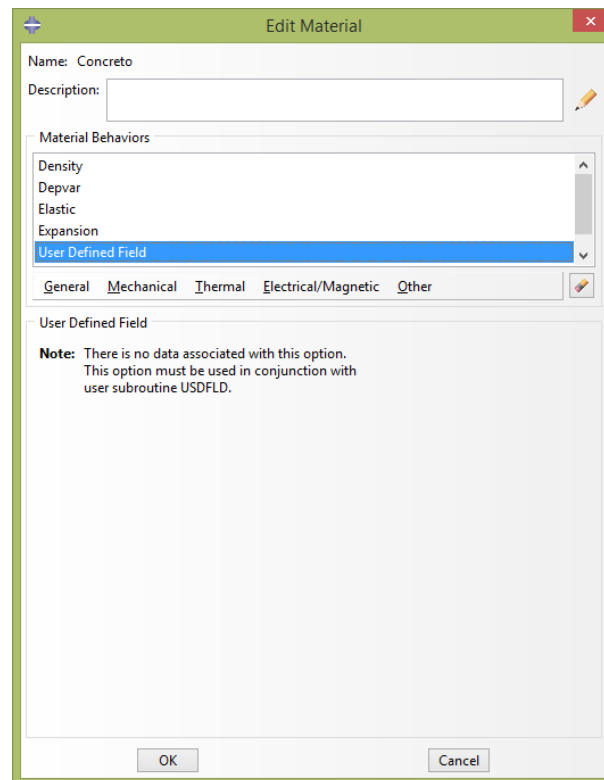 Edit Material
Name: Concreto
Description:
Material Behaviors
Density
Depvar
Elastic
Expansion
User Defined Field
General Mechanical Thermal Electrical/Magnetic Other
User Defined Field
Note: There is no data associated with this option.
This option must be used in conjunction with
user subroutine USDFLD.
OK Cancel